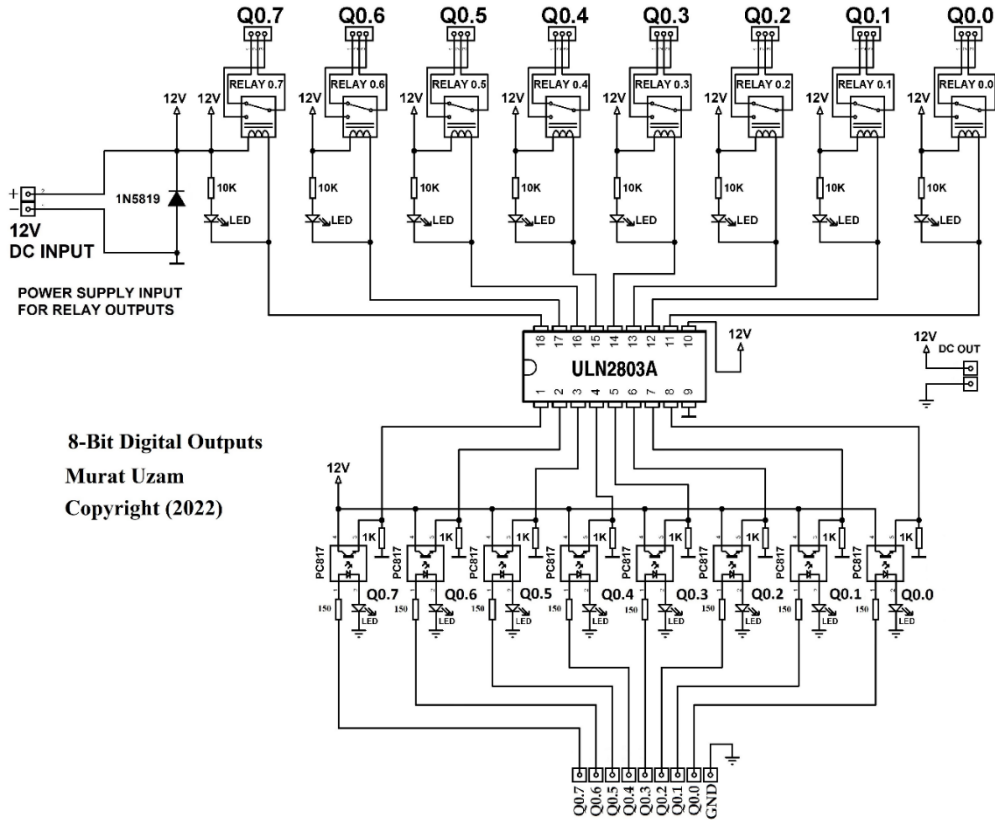 Q0.7 Q0.6 Q0.5 Q0.4 Q0.3 Q0.2 Q0.1 Q0.0
RELAY 0.7 RELAY 0.6 RELAY 0.5 RELAY 0.4 RELAY 0.3 RELAY 0.2 RELAY 0.1 RELAY 0.0
12V 12V 12V 12V 12V 12V 12V 12V 12V
+ 2
1N5819
10K 10K 10K 10K 10K 10K 10K 10K
− 1
LED LED LED LED LED LED LED LED
12V
DC INPUT
POWER SUPPLY INPUT
FOR RELAY OUTPUTS
18 17 16 15 14 13 12 11 10
12V
ULN2803A
1 2 3 4 5 6 7 8 9
12V
DC OUT
8-Bit Digital Outputs
Murat Uzam
Copyright (2022)
12V
1K 1K 1K 1K 1K 1K 1K 1K
PC817 PC817 PC817 PC817 PC817 PC817 PC817 PC817
Q0.7 Q0.6 Q0.5 Q0.4 Q0.3 Q0.2 Q0.1 Q0.0
150 150 150 150 150 150 150 150
LED LED LED LED LED LED LED LED
Q0.7 Q0.6 Q0.5 Q0.4 Q0.3 Q0.2 Q0.1 Q0.0 GND